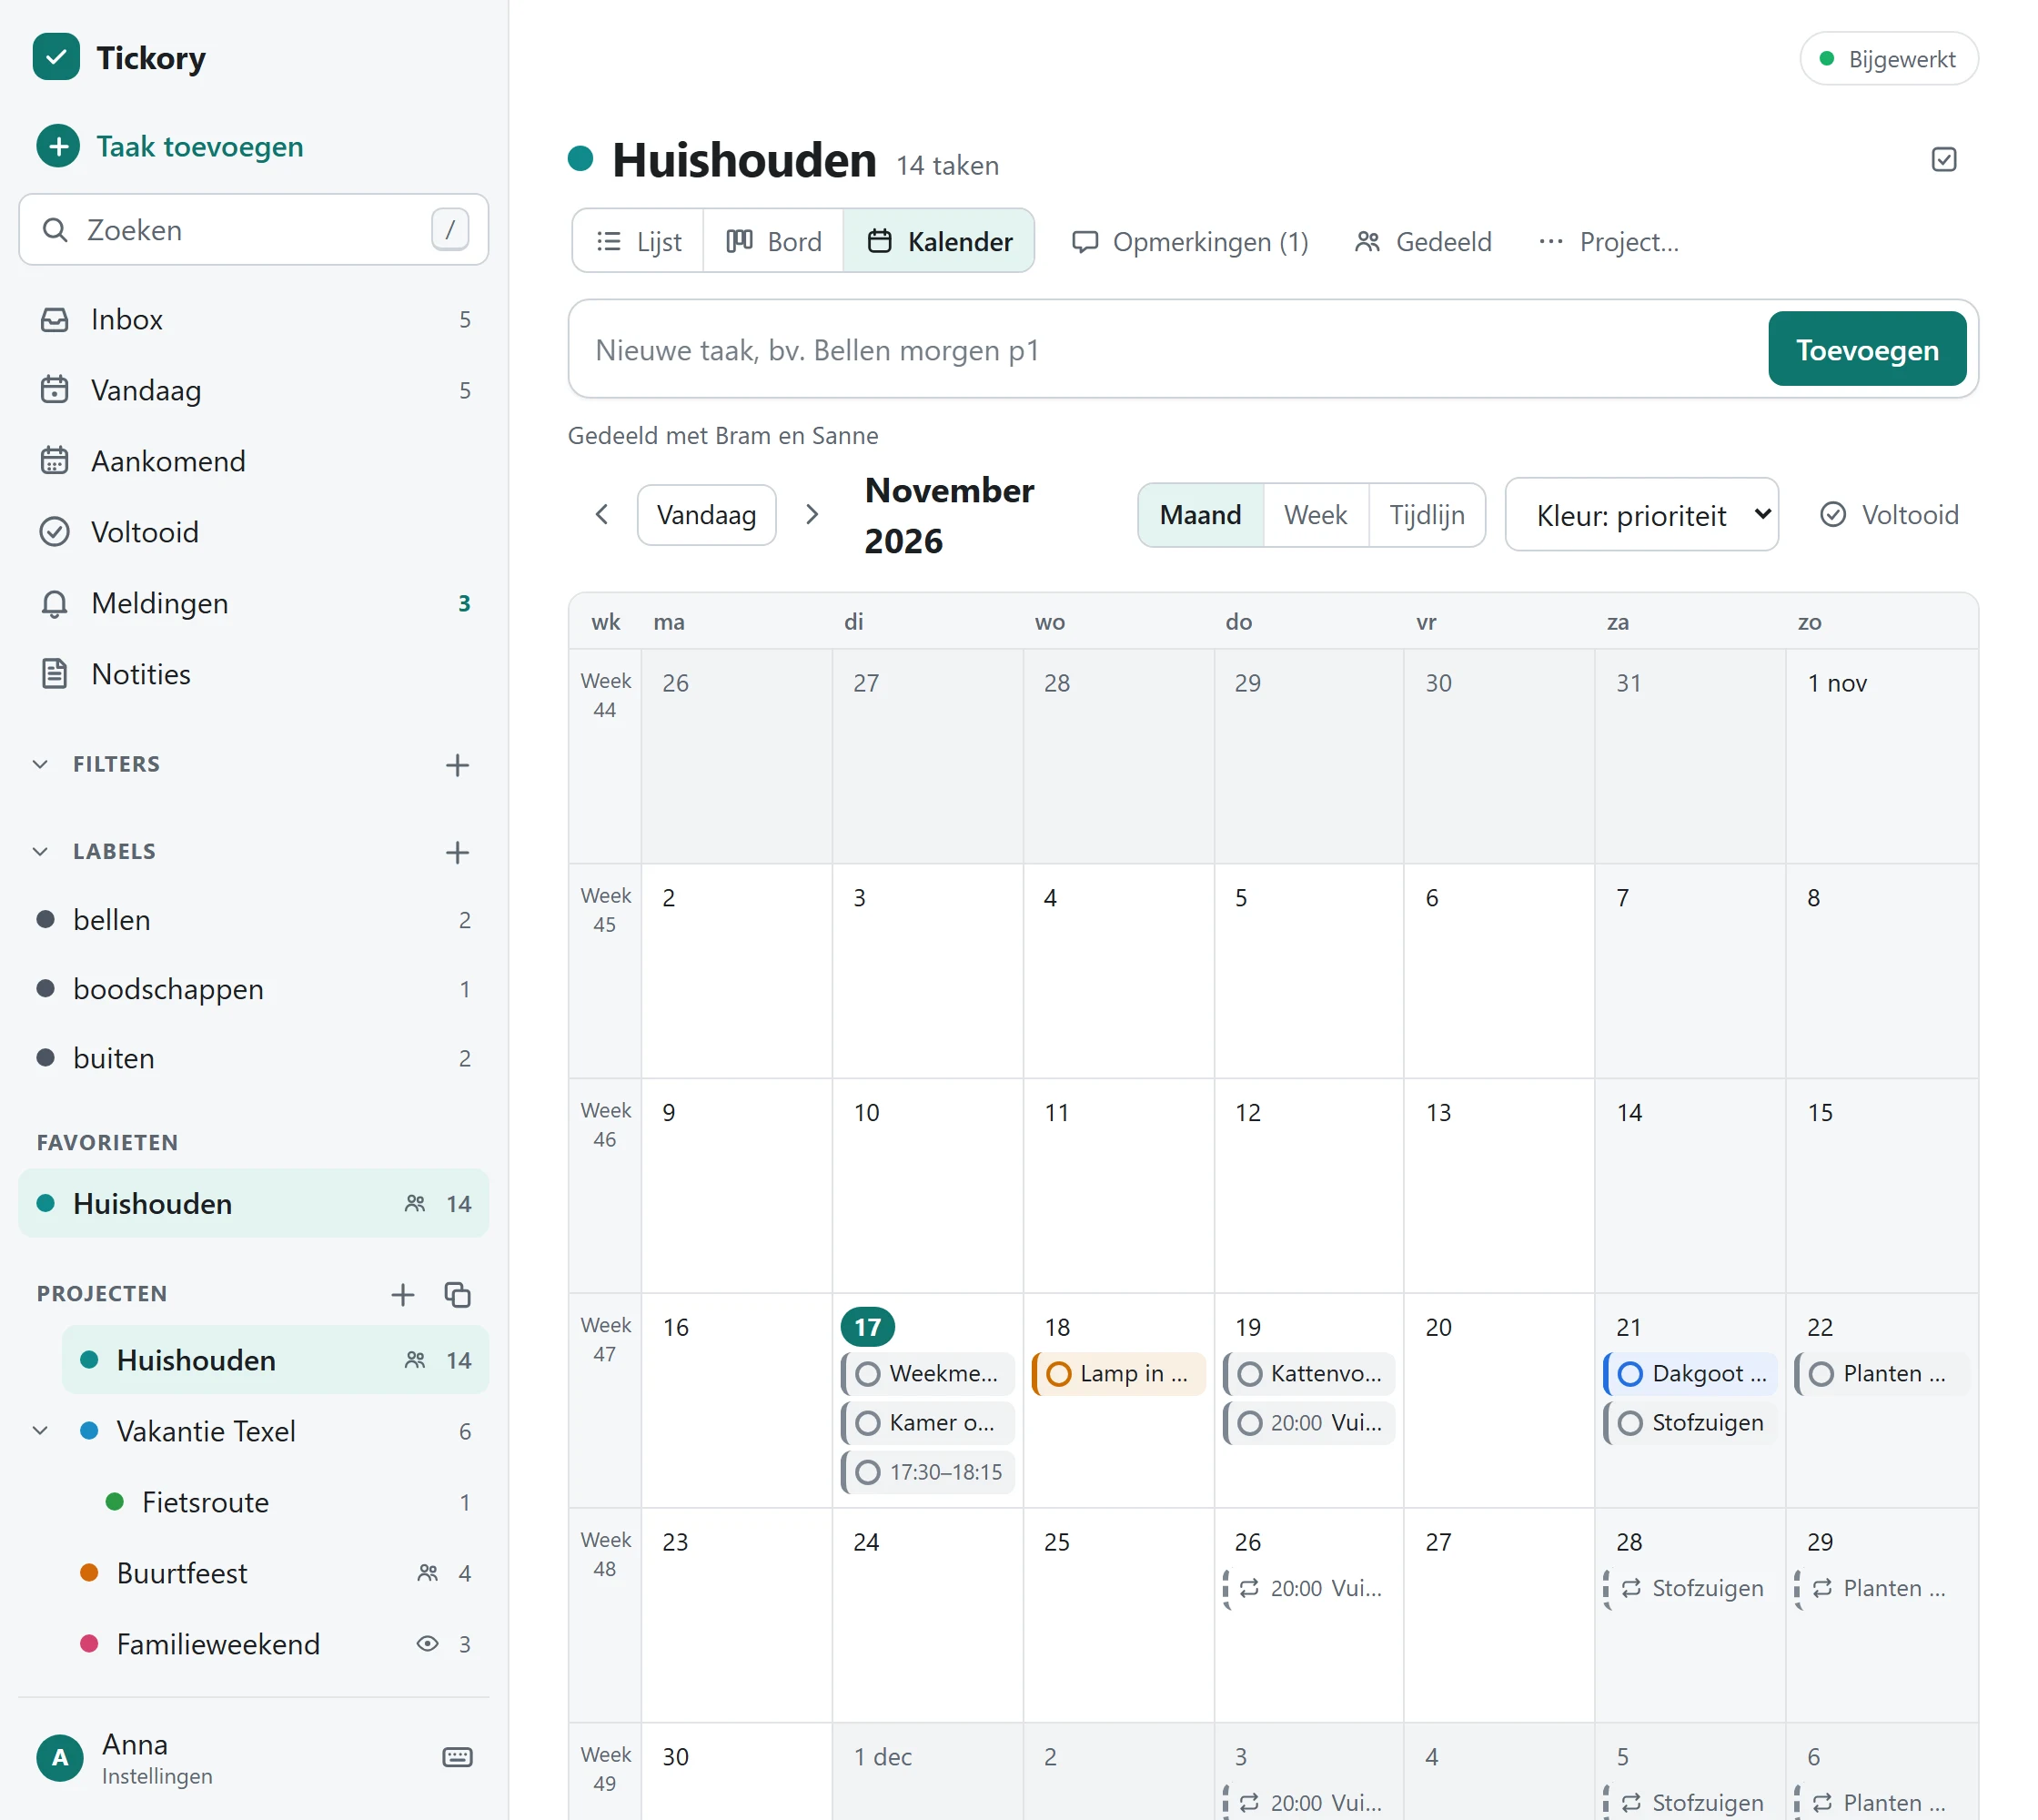 Tickory
Taak toevoegen
Zoeken /
Inbox 5
Vandaag 5
Aankomend
Voltooid
Meldingen 3
Notities
FILTERS
LABELS
bellen 2
boodschappen 1
buiten 2
FAVORIETEN
Huishouden 14
PROJECTEN
Huishouden 14
Vakantie Texel 6
Fietsroute 1
Buurtfeest 4
Familieweekend 3
A Anna
Instellingen
Bijgewerkt
Huishouden 14 taken
Lijst Bord Kalender Opmerkingen (1) Gedeeld ··· Project...
Nieuwe taak, bv. Bellen morgen p1 Toevoegen
Gedeeld met Bram en Sanne
Vandaag November 2026 Maand Week Tijdlijn Kleur: prioriteit Voltooid
wk ma di wo do vr za zo
Week 44 26 27 28 29 30 31 1 nov
Week 45 2 3 4 5 6 7 8
Week 46 9 10 11 12 13 14 15
Week 47 16 17 18 19 20 21 22
Weekme... Lamp in ... Kattenvo... Dakgoot ... Planten ...
Kamer o... 20:00 Vui... Stofzuigen
17:30–18:15
Week 48 23 24 25 26 27 28 29
20:00 Vui... Stofzuigen Planten ...
Week 49 30 1 dec 2 3 4 5 6
20:00 Vui... Stofzuigen Planten ...